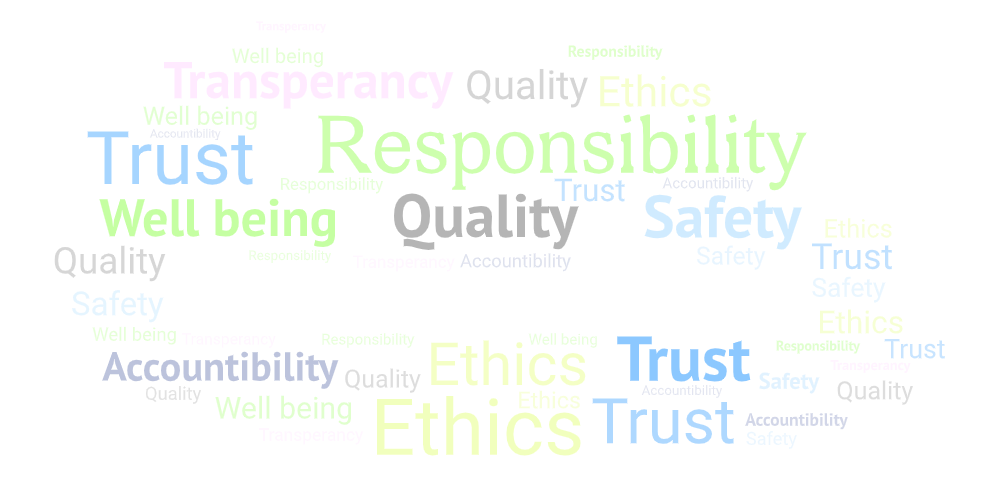 Transperancy
Well being Responsibility
Transperancy Quality Ethics
Well being Responsibility
Trust Accountibility
Responsibility Trust Accountibility
Well being Quality Safety
Ethics
Quality Responsibility Transperancy Accountibility Safety Trust
Safety Safety
Ethics
Well being Transperancy Responsibility Well being
Accountibility Quality Ethics Trust Responsibility Trust
Transperancy
Quality Accountibility Safety Quality
Well being Ethics Ethics Trust Accountibility
Transperancy Safety